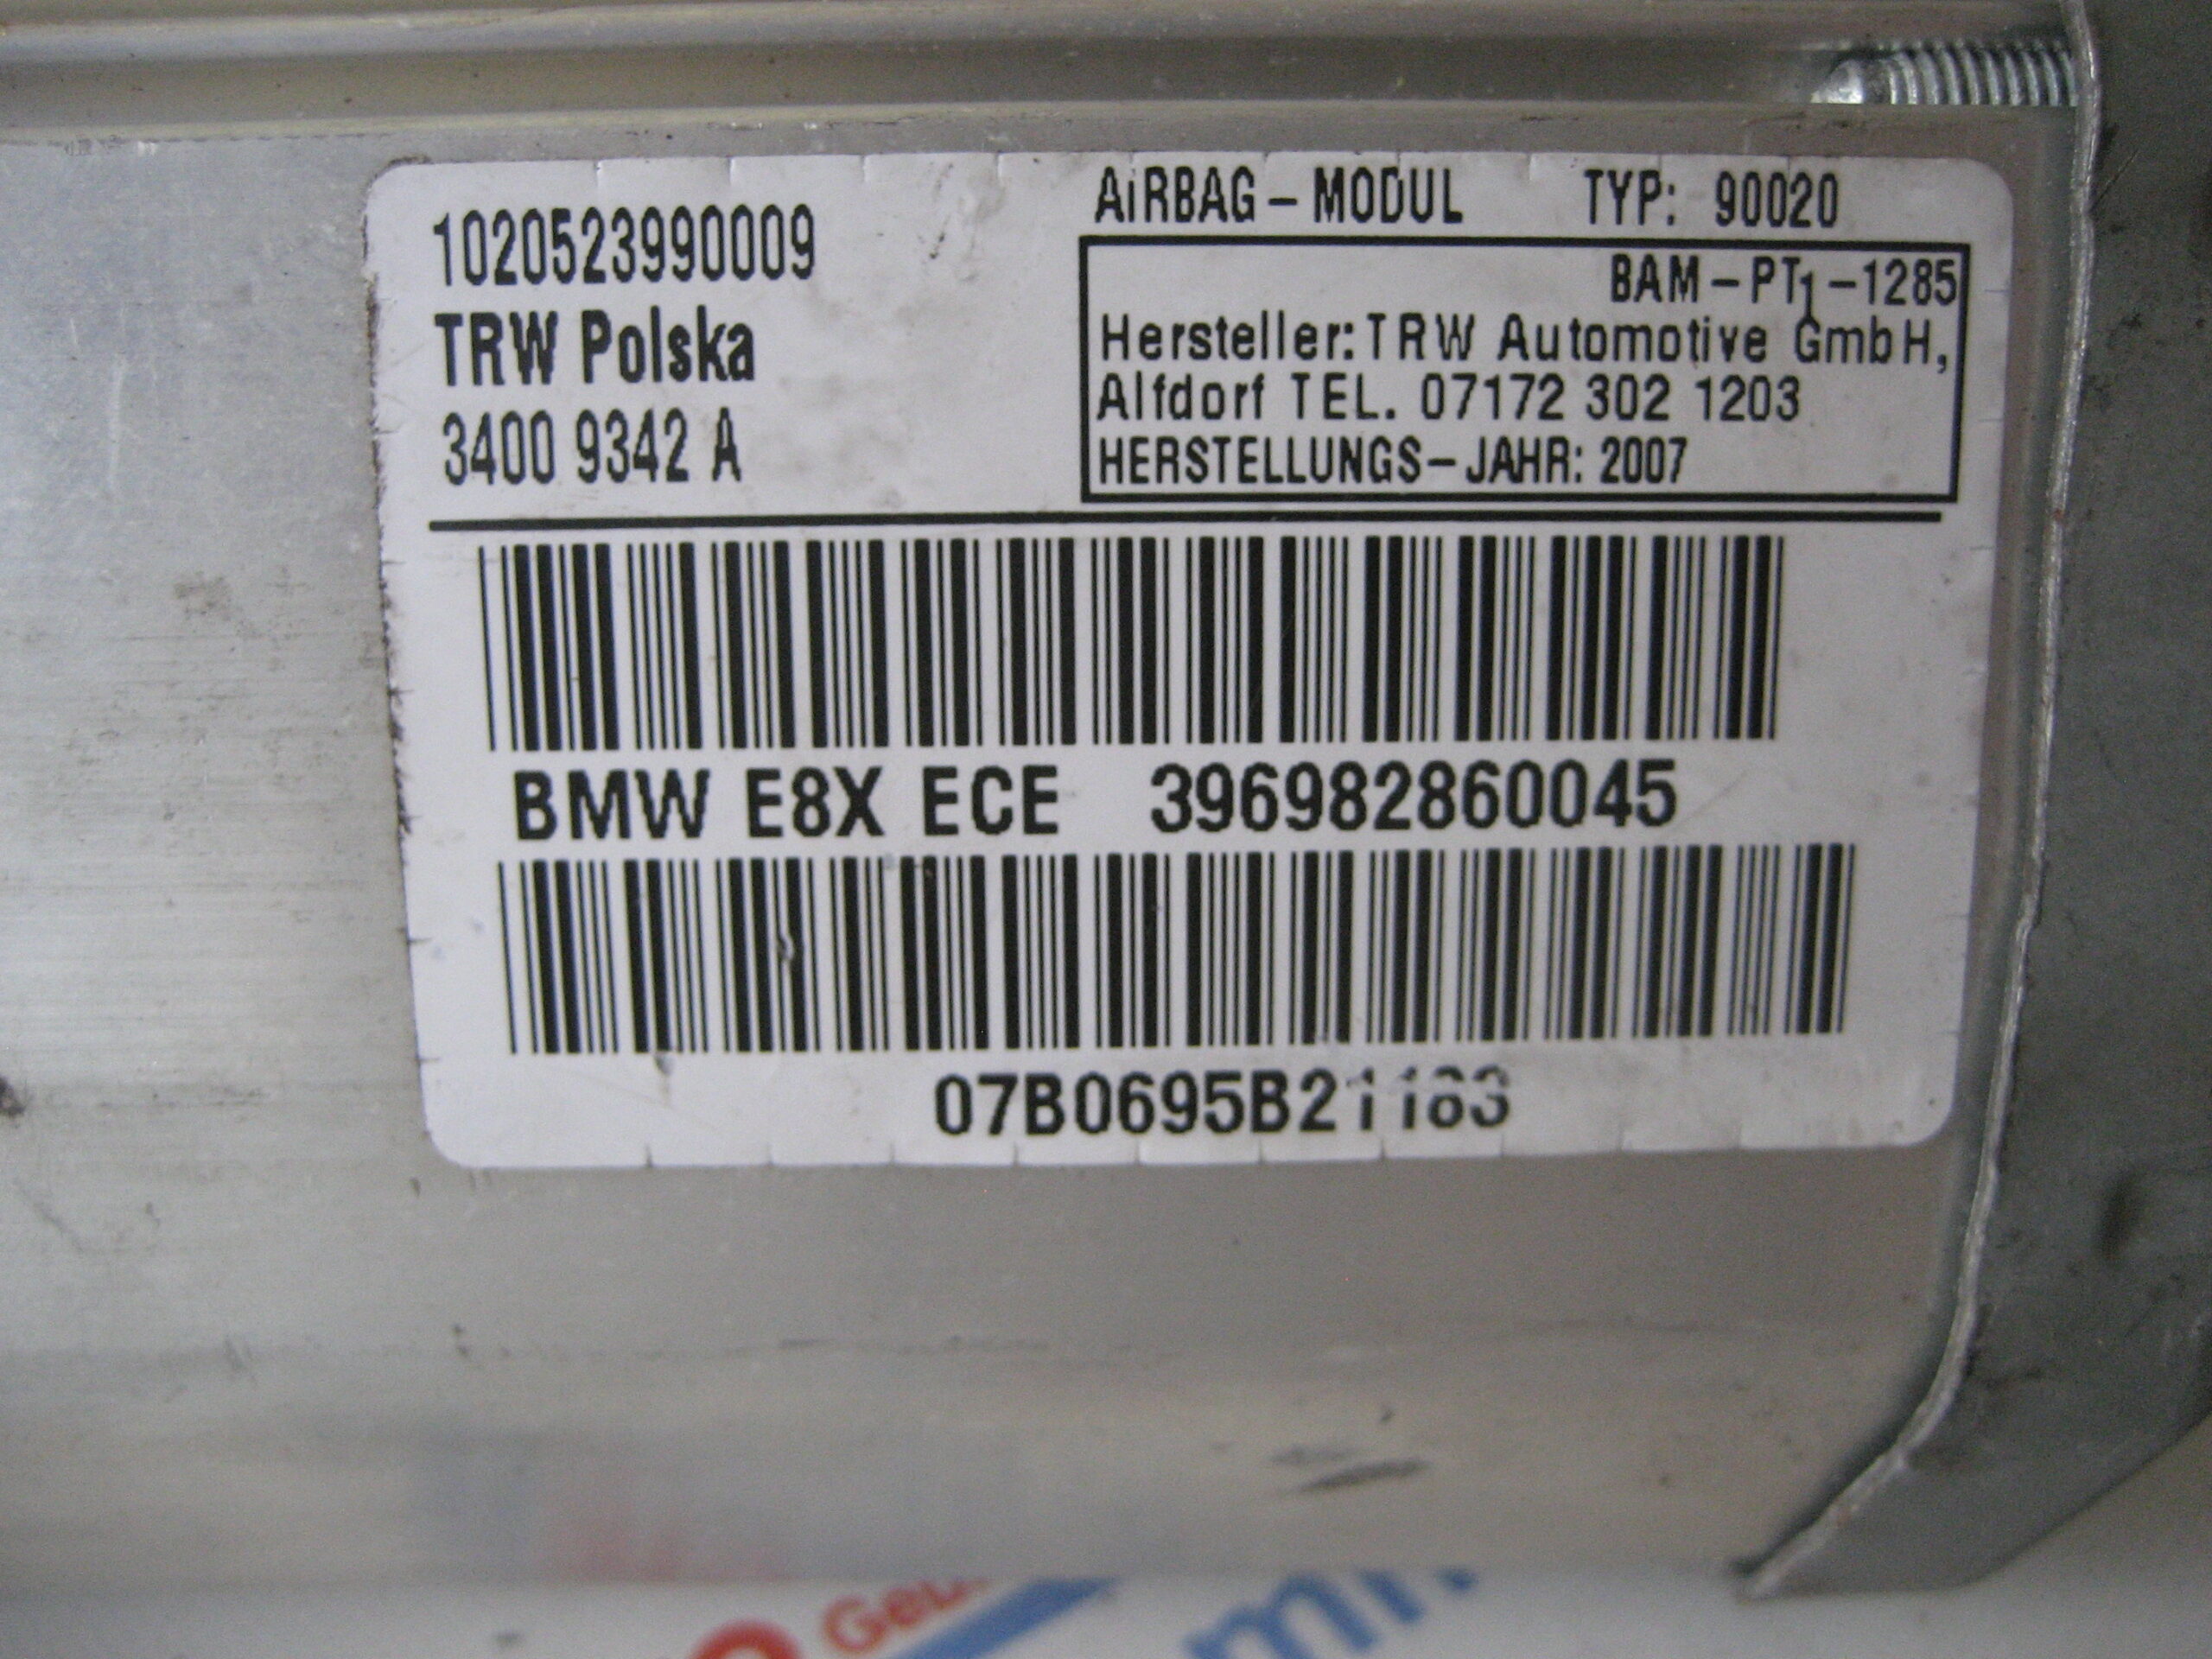 1020523990009
TRW Polska
3400 9342 A
AiRBAG – MODUL TYP: 90020
BAM – PT1 – 1285
Hersteller: TRW Automotive GmbH,
Alfdorf TEL. 07172 302 1203
HERSTELLUNGS – JAHR: 2007
BMW E8X ECE 396982860045